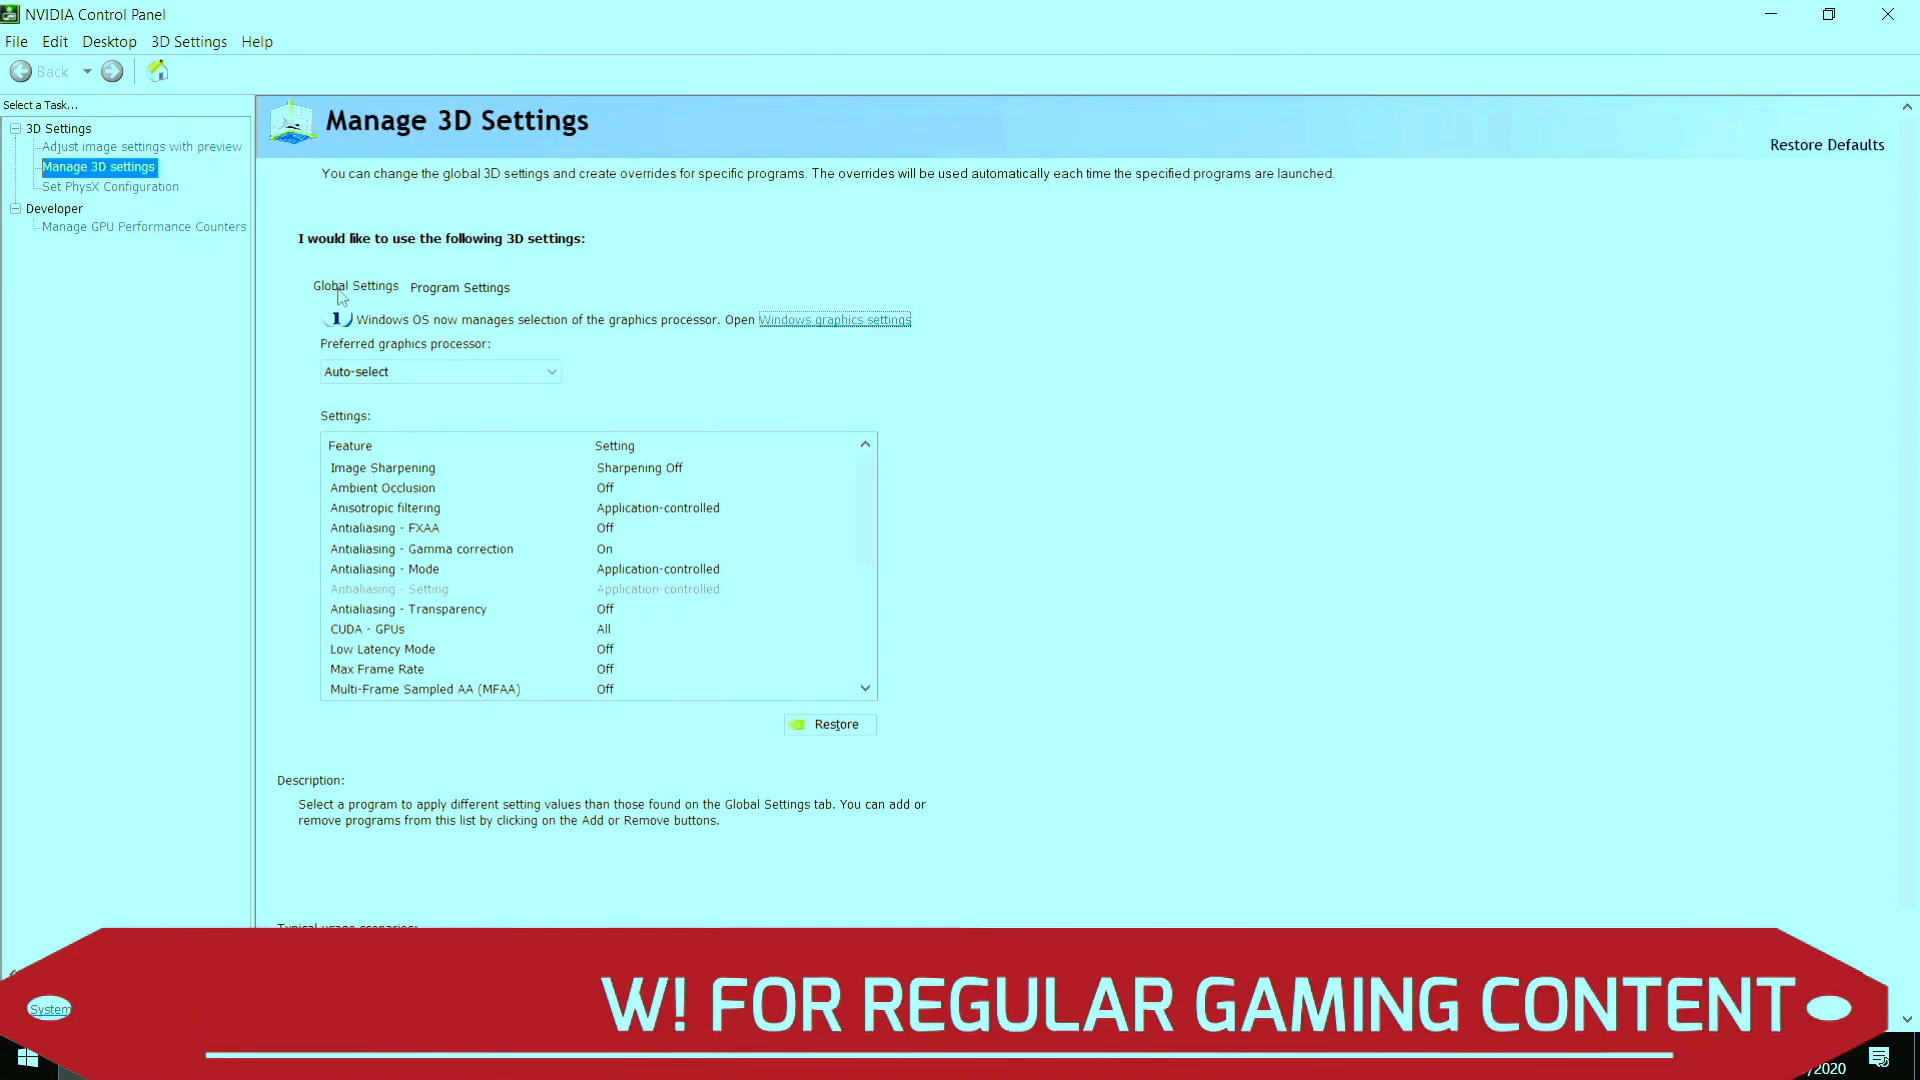 NVIDIA Control Panel
File Edit Desktop 3D Settings Help
Back
Select a Task...
3D Settings
Adjust image settings with preview
Manage 3D settings
Set PhysX Configuration
Developer
Manage GPU Performance Counters
Manage 3D Settings
Restore Defaults
You can change the global 3D settings and create overrides for specific programs. The overrides will be used automatically each time the specified programs are launched.
I would like to use the following 3D settings:
Global Settings Program Settings
Windows OS now manages selection of the graphics processor. Open Windows graphics settings
Preferred graphics processor:
Auto-select
Settings:
Feature Setting
Image Sharpening Sharpening Off
Ambient Occlusion Off
Anisotropic filtering Application-controlled
Antialiasing - FXAA Off
Antialiasing - Gamma correction On
Antialiasing - Mode Application-controlled
Antialiasing - Setting Application-controlled
Antialiasing - Transparency Off
CUDA - GPUs All
Low Latency Mode Off
Max Frame Rate Off
Multi-Frame Sampled AA (MFAA) Off
Restore
Description:
Select a program to apply different setting values than those found on the Global Settings tab. You can add or
remove programs from this list by clicking on the Add or Remove buttons.
Typical usage scenarios:
System
W! FOR REGULAR GAMING CONTENT
/2020